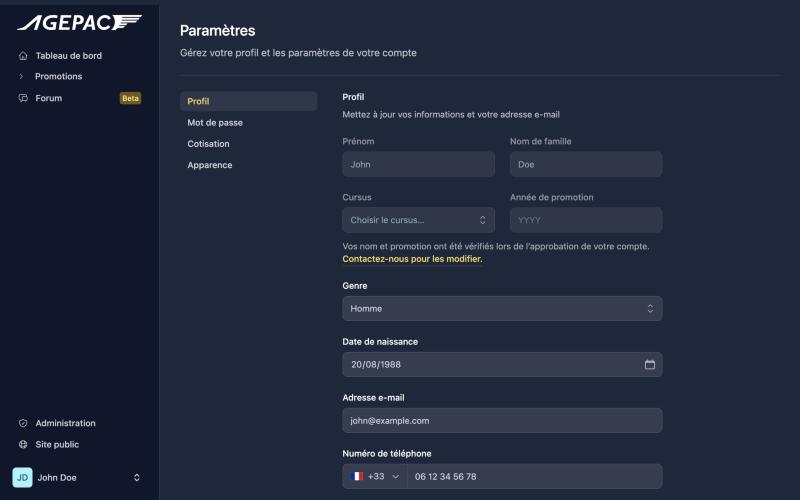 AGEPAC
Tableau de bord
Promotions
Forum Beta
Administration
Site public
JD John Doe
Paramètres
Gérez votre profil et les paramètres de votre compte
Profil
Mot de passe
Cotisation
Apparence
Profil
Mettez à jour vos informations et votre adresse e-mail
Prénom Nom de famille
John Doe
Cursus Année de promotion
Choisir le cursus... YYYY
Vos nom et promotion ont été vérifiés lors de l'approbation de votre compte.
Contactez-nous pour les modifier.
Genre
Homme
Date de naissance
20/08/1988
Adresse e-mail
john@example.com
Numéro de téléphone
+33 06 12 34 56 78